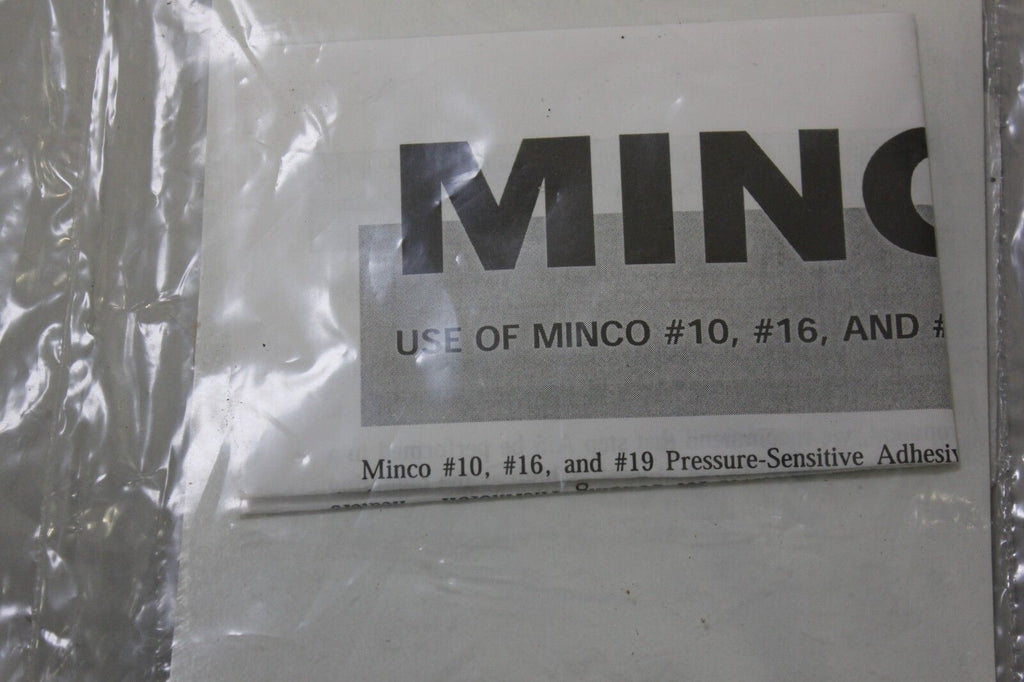 MINC
USE OF MINCO #10, #16, AND #
Minco #10, #16, and #19 Pressure-Sensitive Adhesiv